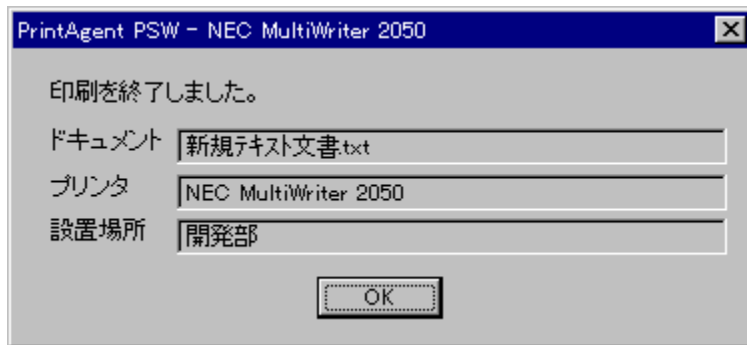 PrintAgent PSW - NEC MultiWriter 2050
印刷を終了しました。
ドキュメント 新規ﾃｷｽﾄ文書.txt
プリンタ NEC MultiWriter 2050
設置場所 開発部
OK